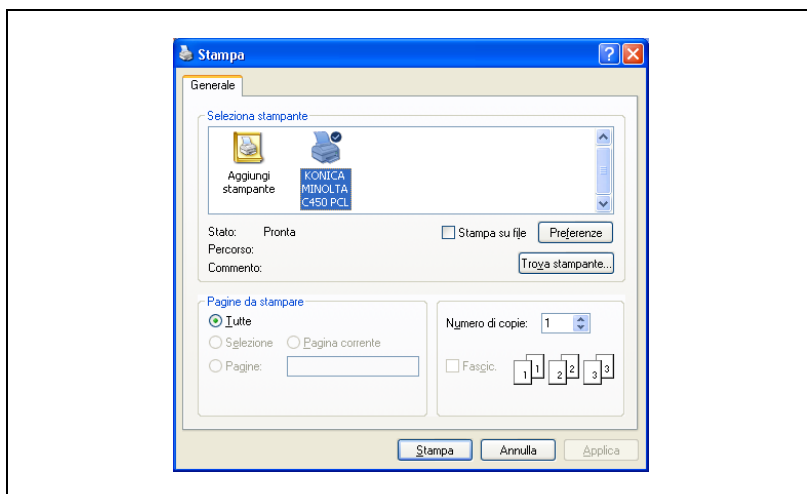 Stampa
Generale
Seleziona stampante
Aggiungi
stampante
KONICA
MINOLTA
C450 PCL
Stato: Pronta
Percorso:
Commento:
Stampa su file
Preferenze
Trova stampante...
Pagine da stampare
Tutte
Selezione
Pagina corrente
Pagine:
Numero di copie: 1
Fascic.
1 1 2 2 3 3
Stampa
Annulla
Applica